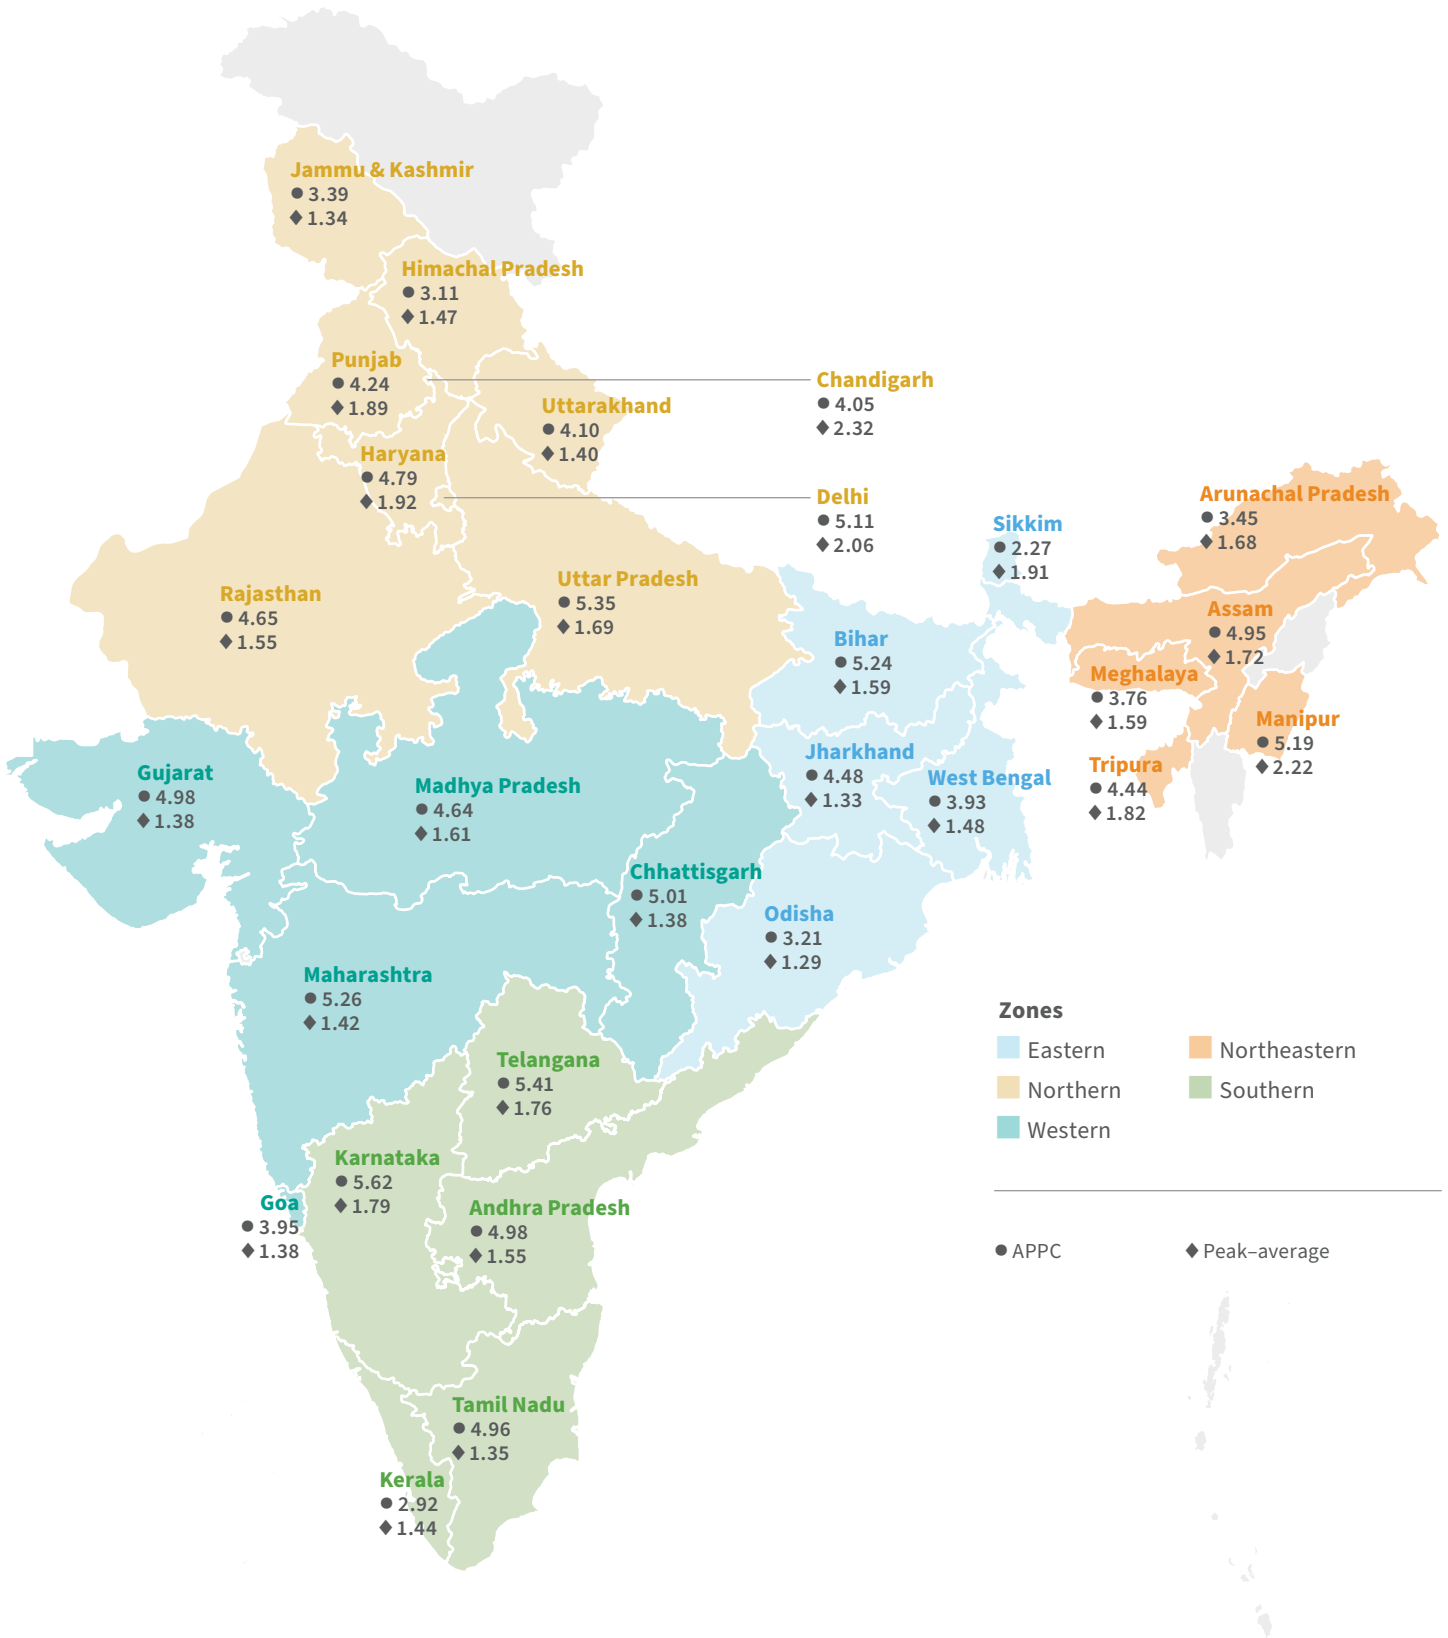 Jammu & Kashmir
● 3.39
◆ 1.34
Himachal Pradesh
● 3.11
◆ 1.47
Punjab
● 4.24
◆ 1.89
Chandigarh
● 4.05
◆ 2.32
Uttarakhand
● 4.10
◆ 1.40
Haryana
● 4.79
◆ 1.92
Delhi
● 5.11
◆ 2.06
Sikkim
● 2.27
◆ 1.91
Arunachal Pradesh
● 3.45
◆ 1.68
Rajasthan
● 4.65
◆ 1.55
Uttar Pradesh
● 5.35
◆ 1.69
Bihar
● 5.24
◆ 1.59
Assam
● 4.95
◆ 1.72
Meghalaya
● 3.76
◆ 1.59
Manipur
● 5.19
◆ 2.22
Tripura
● 4.44
◆ 1.82
Gujarat
● 4.98
◆ 1.38
Madhya Pradesh
● 4.64
◆ 1.61
Jharkhand
● 4.48
◆ 1.33
West Bengal
● 3.93
◆ 1.48
Chhattisgarh
● 5.01
◆ 1.38
Odisha
● 3.21
◆ 1.29
Maharashtra
● 5.26
◆ 1.42
Telangana
● 5.41
◆ 1.76
Karnataka
● 5.62
◆ 1.79
Goa
● 3.95
◆ 1.38
Andhra Pradesh
● 4.98
◆ 1.55
Tamil Nadu
● 4.96
◆ 1.35
Kerala
● 2.92
◆ 1.44
Zones
Eastern
Northeastern
Northern
Southern
Western
● APPC
◆ Peak–average